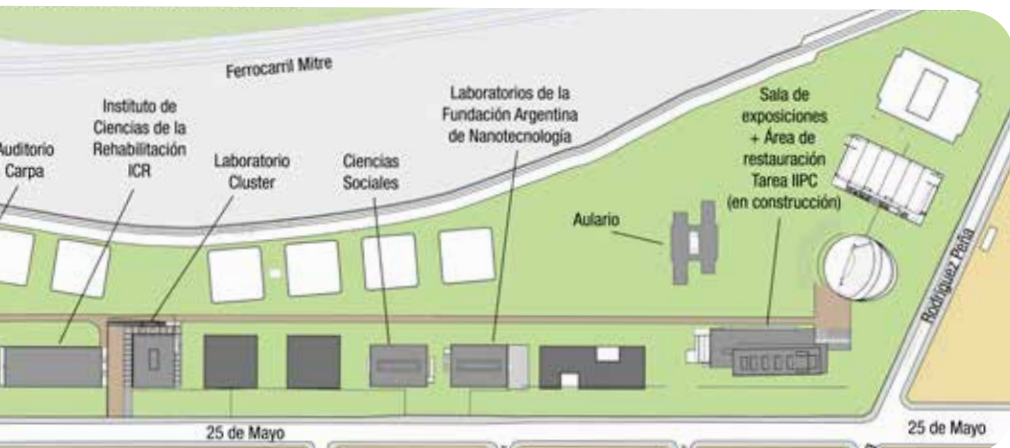 Ferrocarril Mitre
Auditorio
Carpa
Instituto de
Ciencias de la
Rehabilitación
ICR
Laboratorio
Cluster
Ciencias
Sociales
Laboratorios de la
Fundación Argentina
de Nanotecnología
Aulario
Sala de
exposiciones
+ Área de
restauración
Tarea IIPC
(en construcción)
Rodríguez Peña
25 de Mayo
25 de Mayo